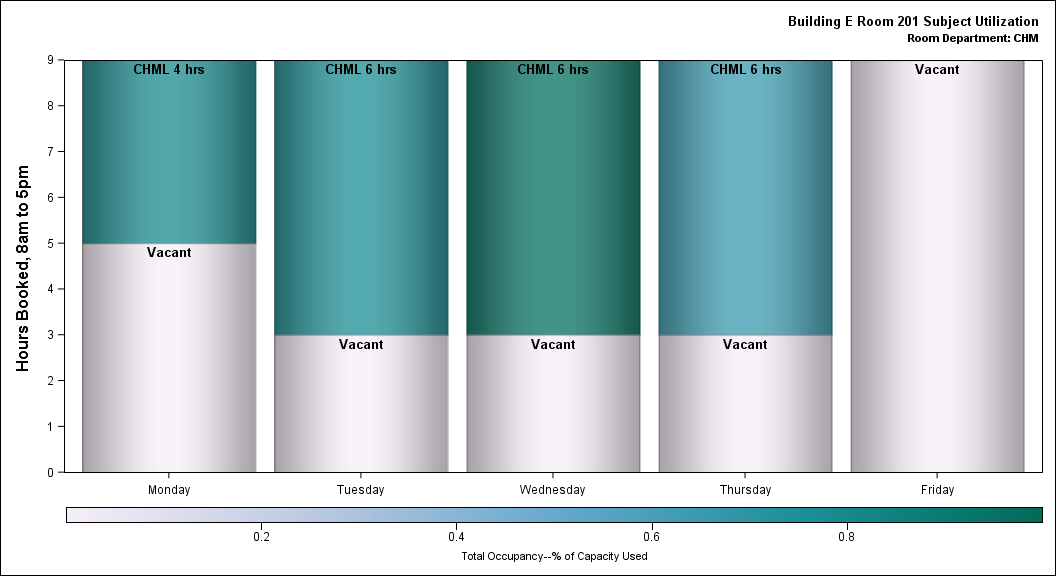 Building E Room 201 Subject Utilization
Room Department: CHM
Hours Booked, 8am to 5pm
9
8
7
6
5
4
3
2
1
0
CHML 4 hrs
CHML 6 hrs
CHML 6 hrs
CHML 6 hrs
Vacant
Vacant
Vacant
Vacant
Vacant
Monday
Tuesday
Wednesday
Thursday
Friday
0.2
0.4
0.6
0.8
Total Occupancy--% of Capacity Used